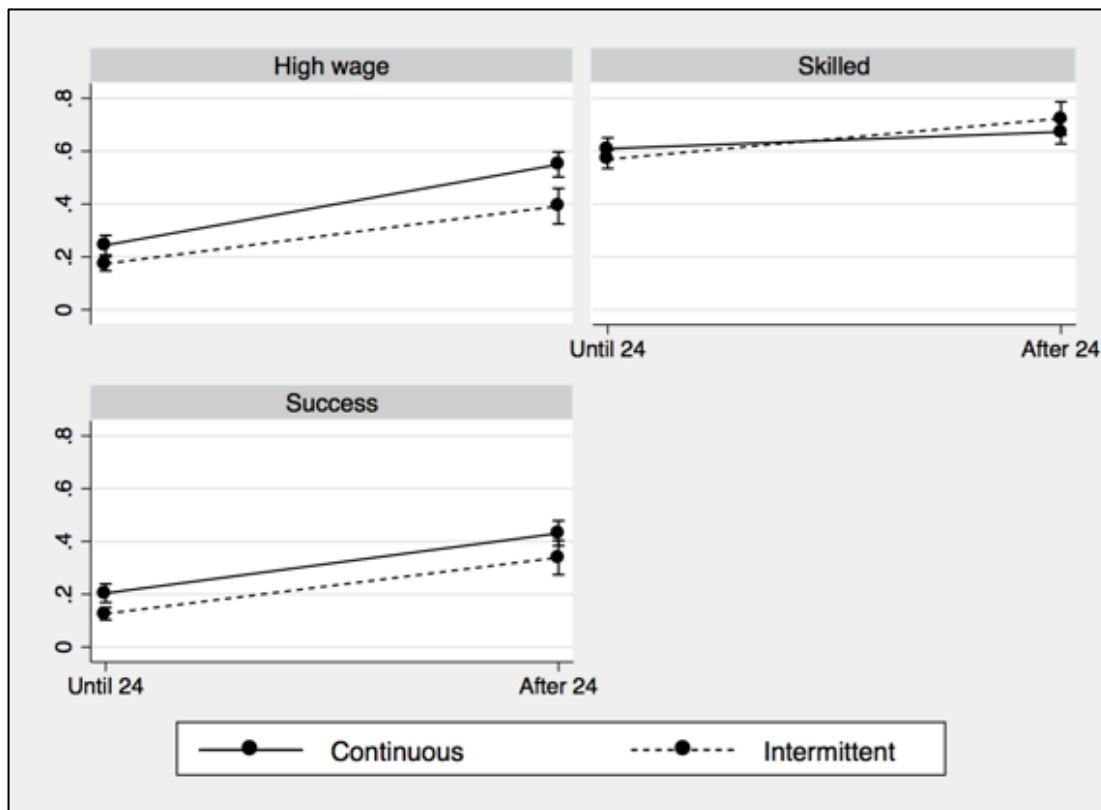 High wage
Skilled
.8
.6
.4
.2
0
Until 24 After 24
Success
.8
.6
.4
.2
0
Until 24 After 24
Continuous Intermittent